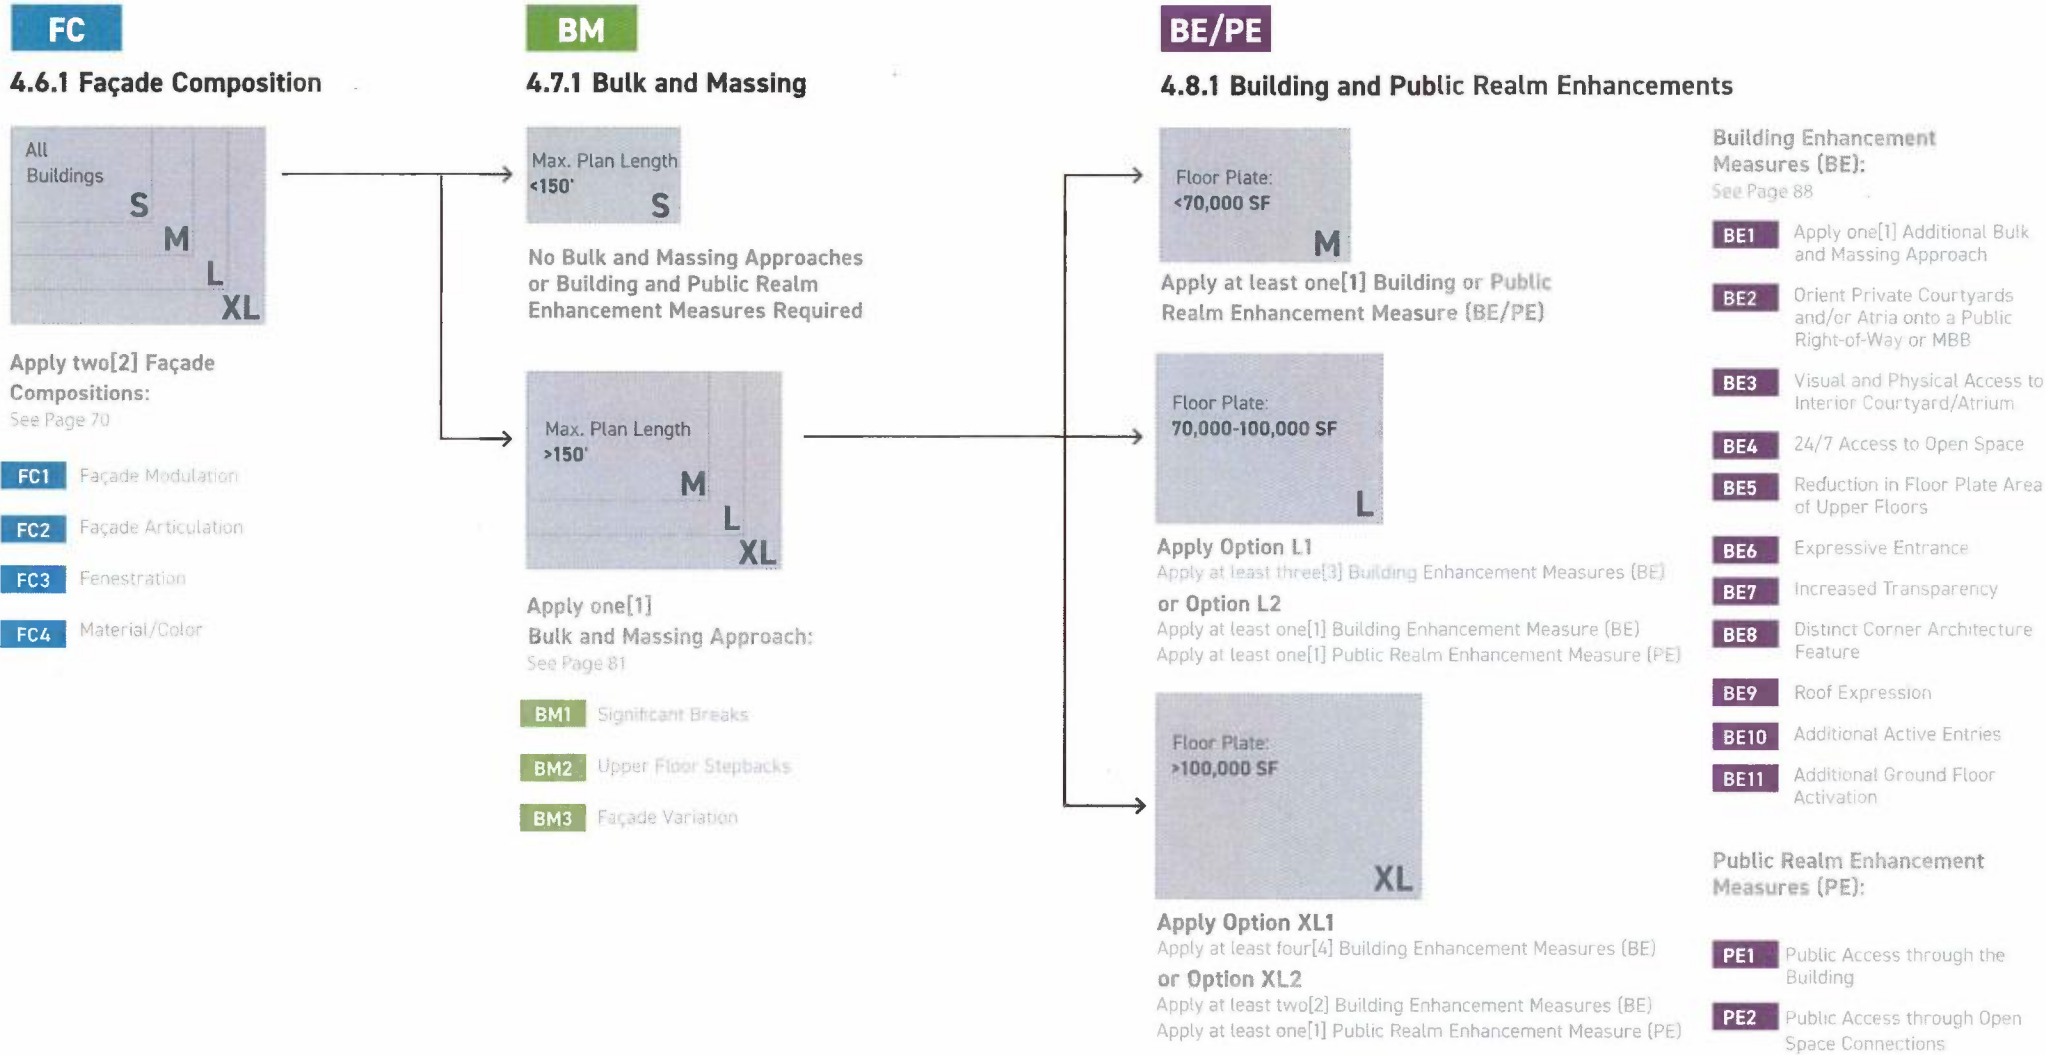 FC
4.6.1 Façade Composition
All
Buildings
S
M
L
XL
Apply two[2] Façade
Compositions:
See Page 70
FC1 Façade Modulation
FC2 Façade Articulation
FC3 Fenestration
FC4 Material/Color
BM
4.7.1 Bulk and Massing
Max. Plan Length
<150'
S
No Bulk and Massing Approaches
or Building and Public Realm
Enhancement Measures Required
Max. Plan Length
>150'
M
L
XL
Apply one[1]
Bulk and Massing Approach:
See Page 81
BM1 Significant Breaks
BM2 Upper Floor Stepbacks
BM3 Façade Variation
BE/PE
4.8.1 Building and Public Realm Enhancements
Floor Plate:
<70,000 SF
M
Apply at least one[1] Building or Public
Realm Enhancement Measure (BE/PE)
Floor Plate:
70,000-100,000 SF
L
Apply Option L1
Apply at least three[3] Building Enhancement Measures (BE)
or Option L2
Apply at least one[1] Building Enhancement Measure (BE)
Apply at least one[1] Public Realm Enhancement Measure (PE)
Floor Plate:
>100,000 SF
XL
Apply Option XL1
Apply at least four[4] Building Enhancement Measures (BE)
or Option XL2
Apply at least two[2] Building Enhancement Measures (BE)
Apply at least one[1] Public Realm Enhancement Measure (PE)
Building Enhancement
Measures (BE):
See Page 88
BE1 Apply one[1] Additional Bulk
and Massing Approach
BE2 Orient Private Courtyards
and/or Atria onto a Public
Right-of-Way or MBB
BE3 Visual and Physical Access to
Interior Courtyard/Atrium
BE4 24/7 Access to Open Space
BE5 Reduction in Floor Plate Area
of Upper Floors
BE6 Expressive Entrance
BE7 Increased Transparency
BE8 Distinct Corner Architecture
Feature
BE9 Roof Expression
BE10 Additional Active Entries
BE11 Additional Ground Floor
Activation
Public Realm Enhancement
Measures (PE):
PE1 Public Access through the
Building
PE2 Public Access through Open
Space Connections